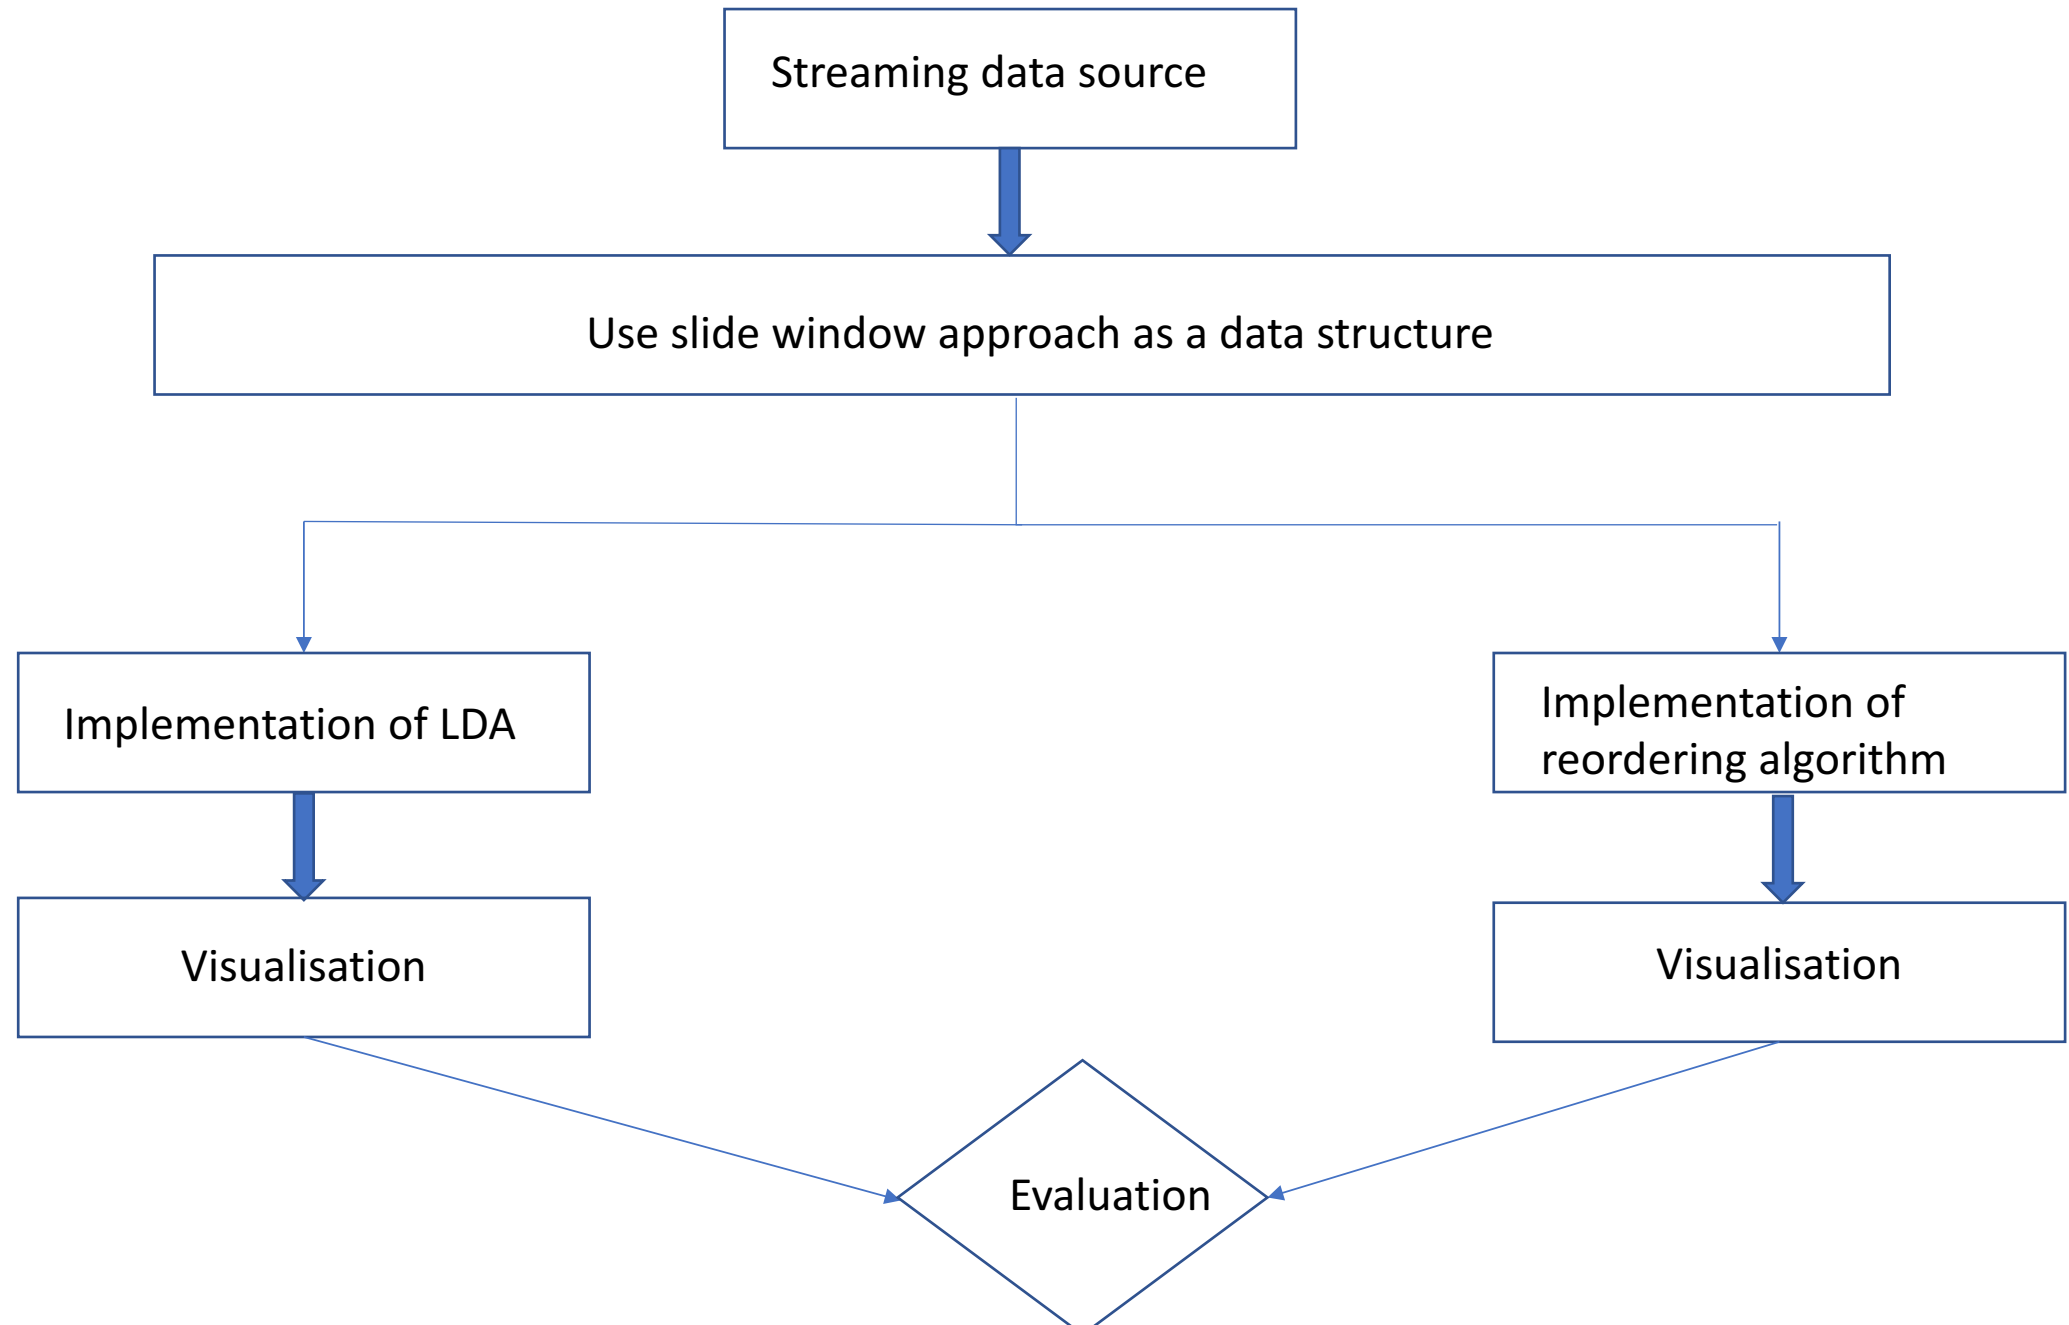 Streaming data source
Use slide window approach as a data structure
Implementation of LDA
Implementation of
reordering algorithm
Visualisation
Visualisation
Evaluation